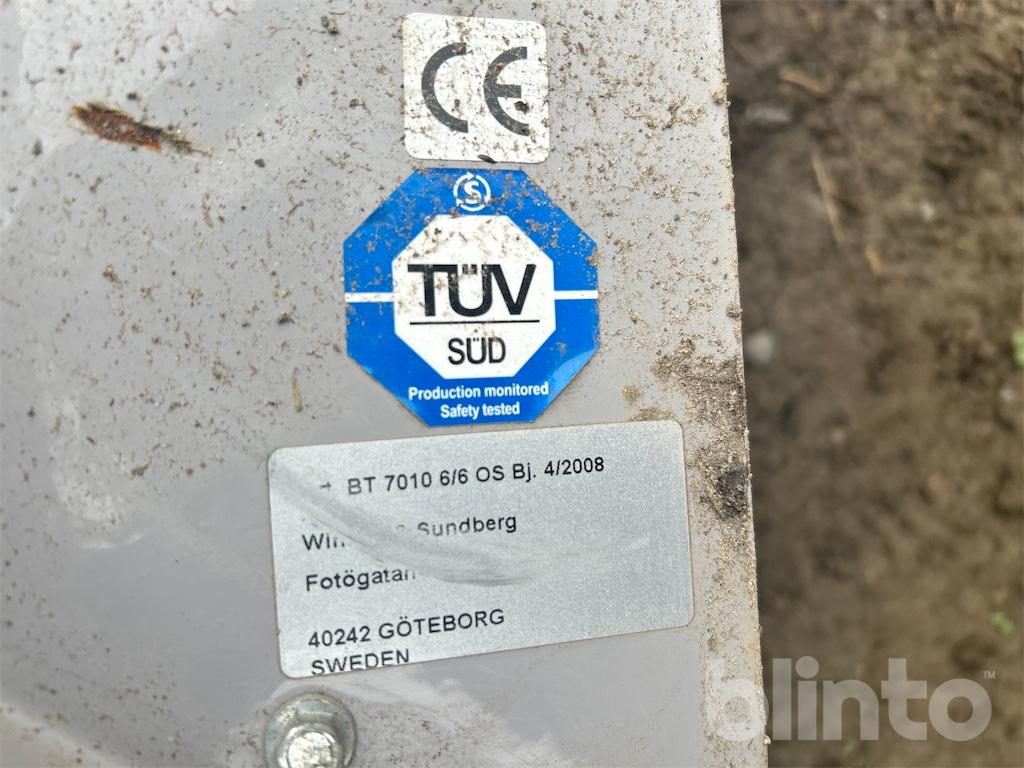 CE
S
TÜV
SÜD
Production monitored
Safety tested
BT 7010 6/6 OS Bj. 4/2008
Sundberg
Fotögatan
40242 GÖTEBORG
SWEDEN
blinto™